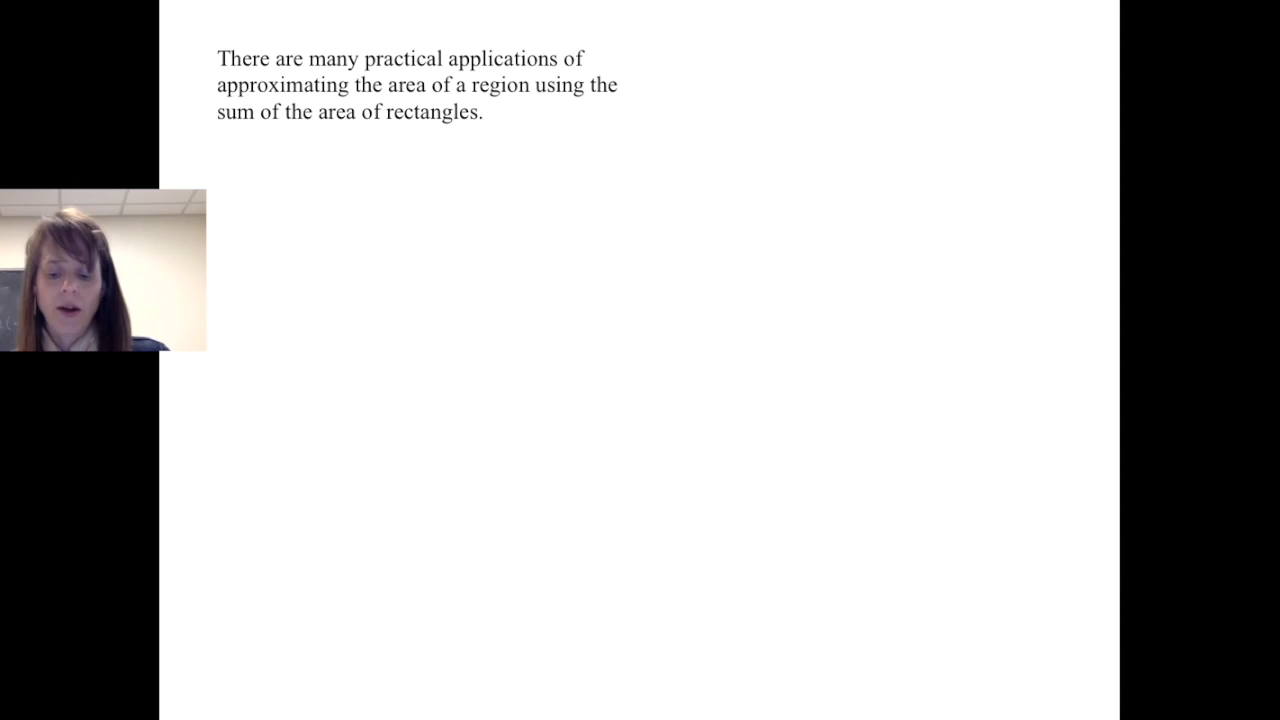 There are many practical applications of
approximating the area of a region using the
sum of the area of rectangles.